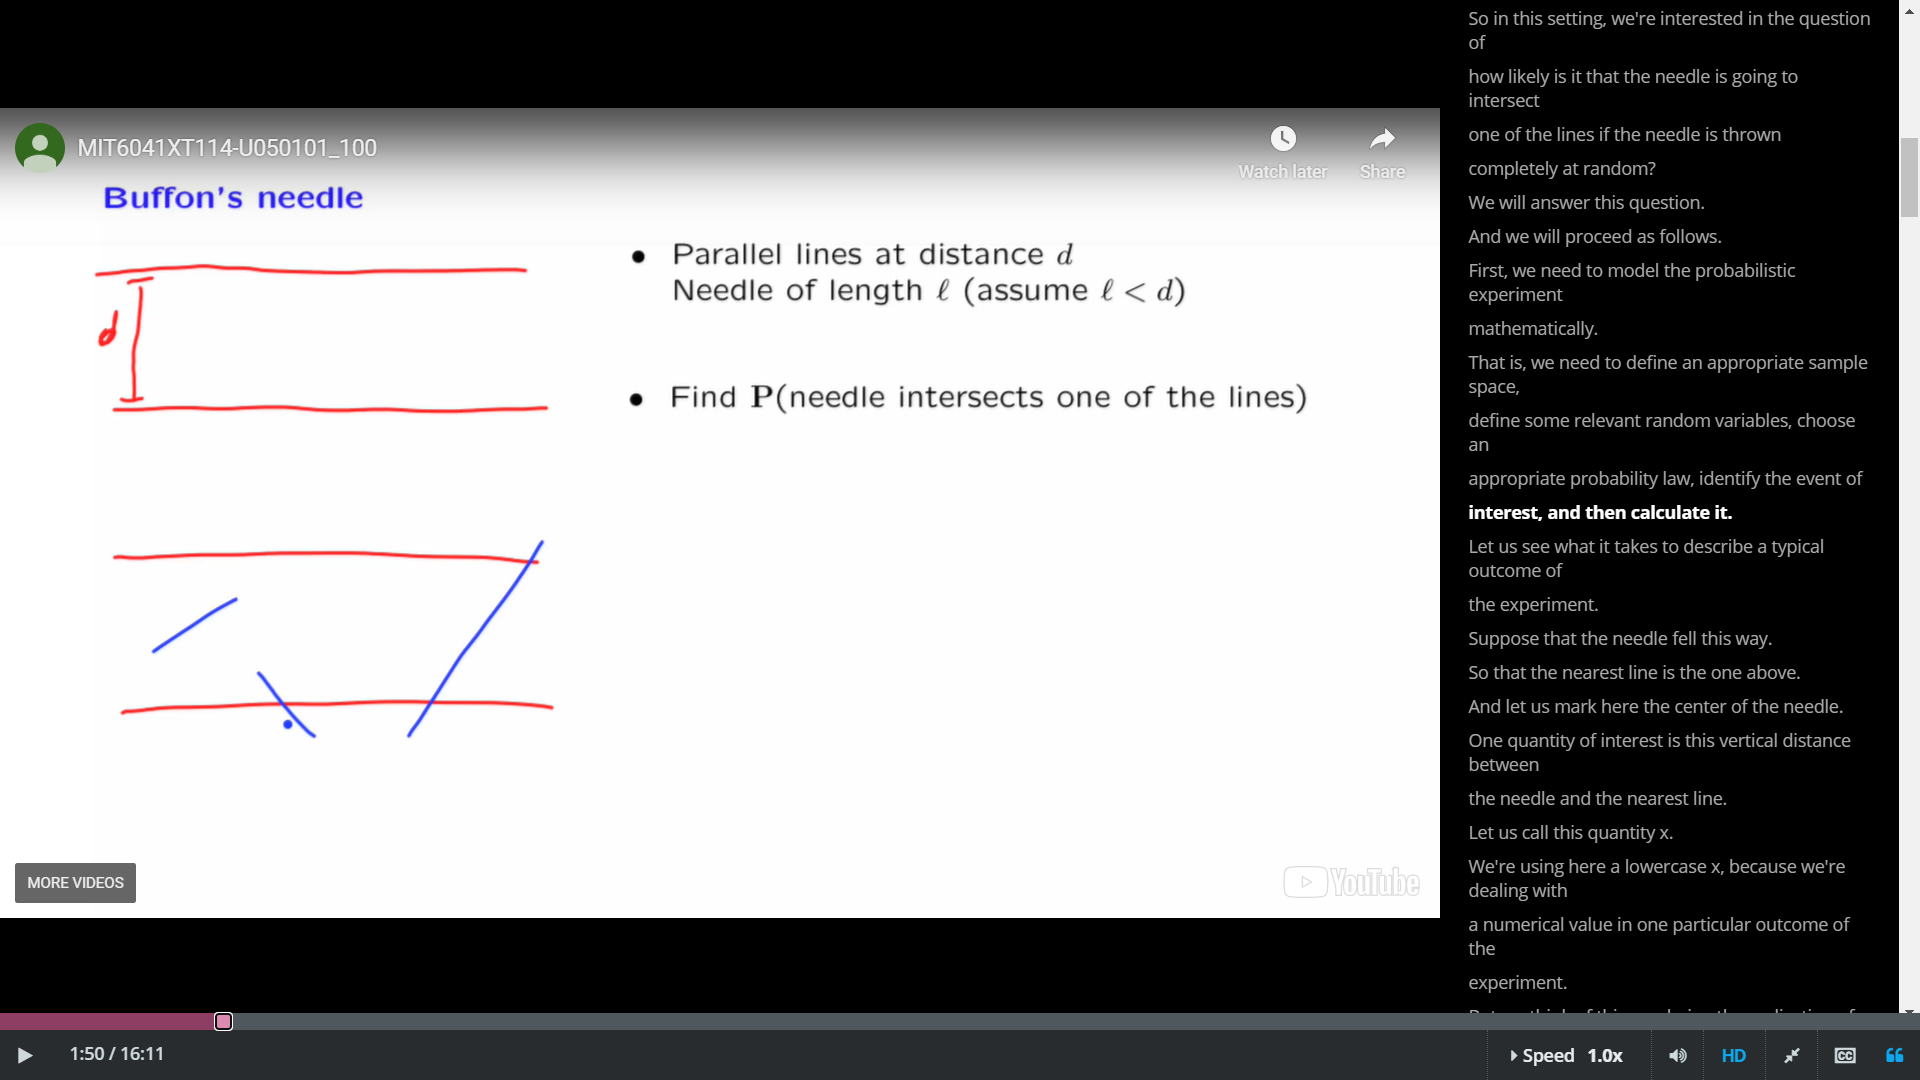 MIT6041XT114-U050101_100
Watch later
Share
Buffon's needle
d
• Parallel lines at distance d
Needle of length ℓ (assume ℓ < d)
• Find P(needle intersects one of the lines)
MORE VIDEOS
YouTube
So in this setting, we're interested in the question
of
how likely is it that the needle is going to
intersect
one of the lines if the needle is thrown
completely at random?
We will answer this question.
And we will proceed as follows.
First, we need to model the probabilistic
experiment
mathematically.
That is, we need to define an appropriate sample
space,
define some relevant random variables, choose
an
appropriate probability law, identify the event of
interest, and then calculate it.
Let us see what it takes to describe a typical
outcome of
the experiment.
Suppose that the needle fell this way.
So that the nearest line is the one above.
And let us mark here the center of the needle.
One quantity of interest is this vertical distance
between
the needle and the nearest line.
Let us call this quantity x.
We're using here a lowercase x, because we're
dealing with
a numerical value in one particular outcome of
the
experiment.
1:50 / 16:11
Speed 1.0x
HD
CC